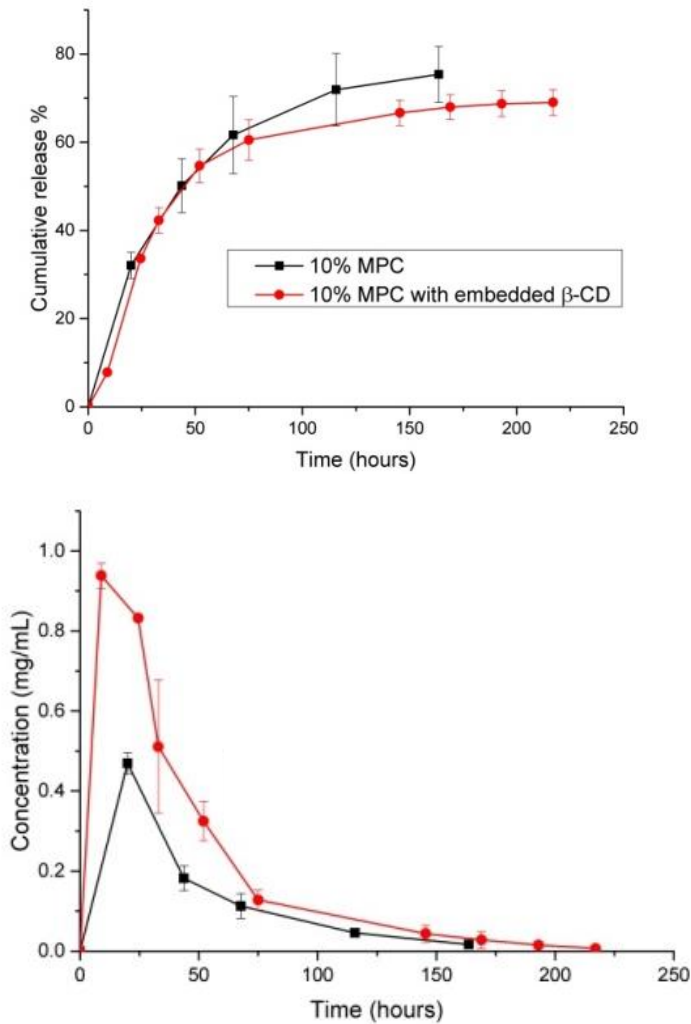 Cumulative release %
80
60
40
20
0
10% MPC
10% MPC with embedded β-CD
0 50 100 150 200 250
Time (hours)
Concentration (mg/mL)
1.0
0.8
0.6
0.4
0.2
0.0
0 50 100 150 200 250
Time (hours)